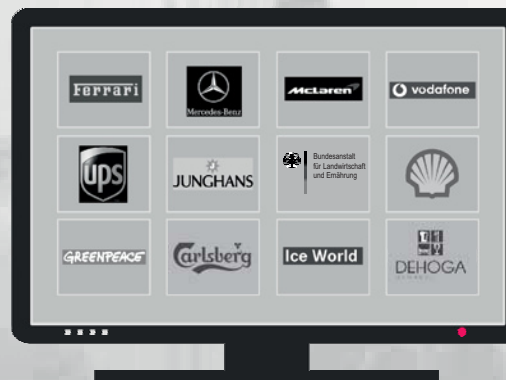 Ferrari
Mercedes-Benz
McLaren
vodafone
ups
JUNGHANS
Bundesanstalt
für Landwirtschaft
und Ernährung
GREENPEACE
Carlsberg
Ice World
DEHOGA